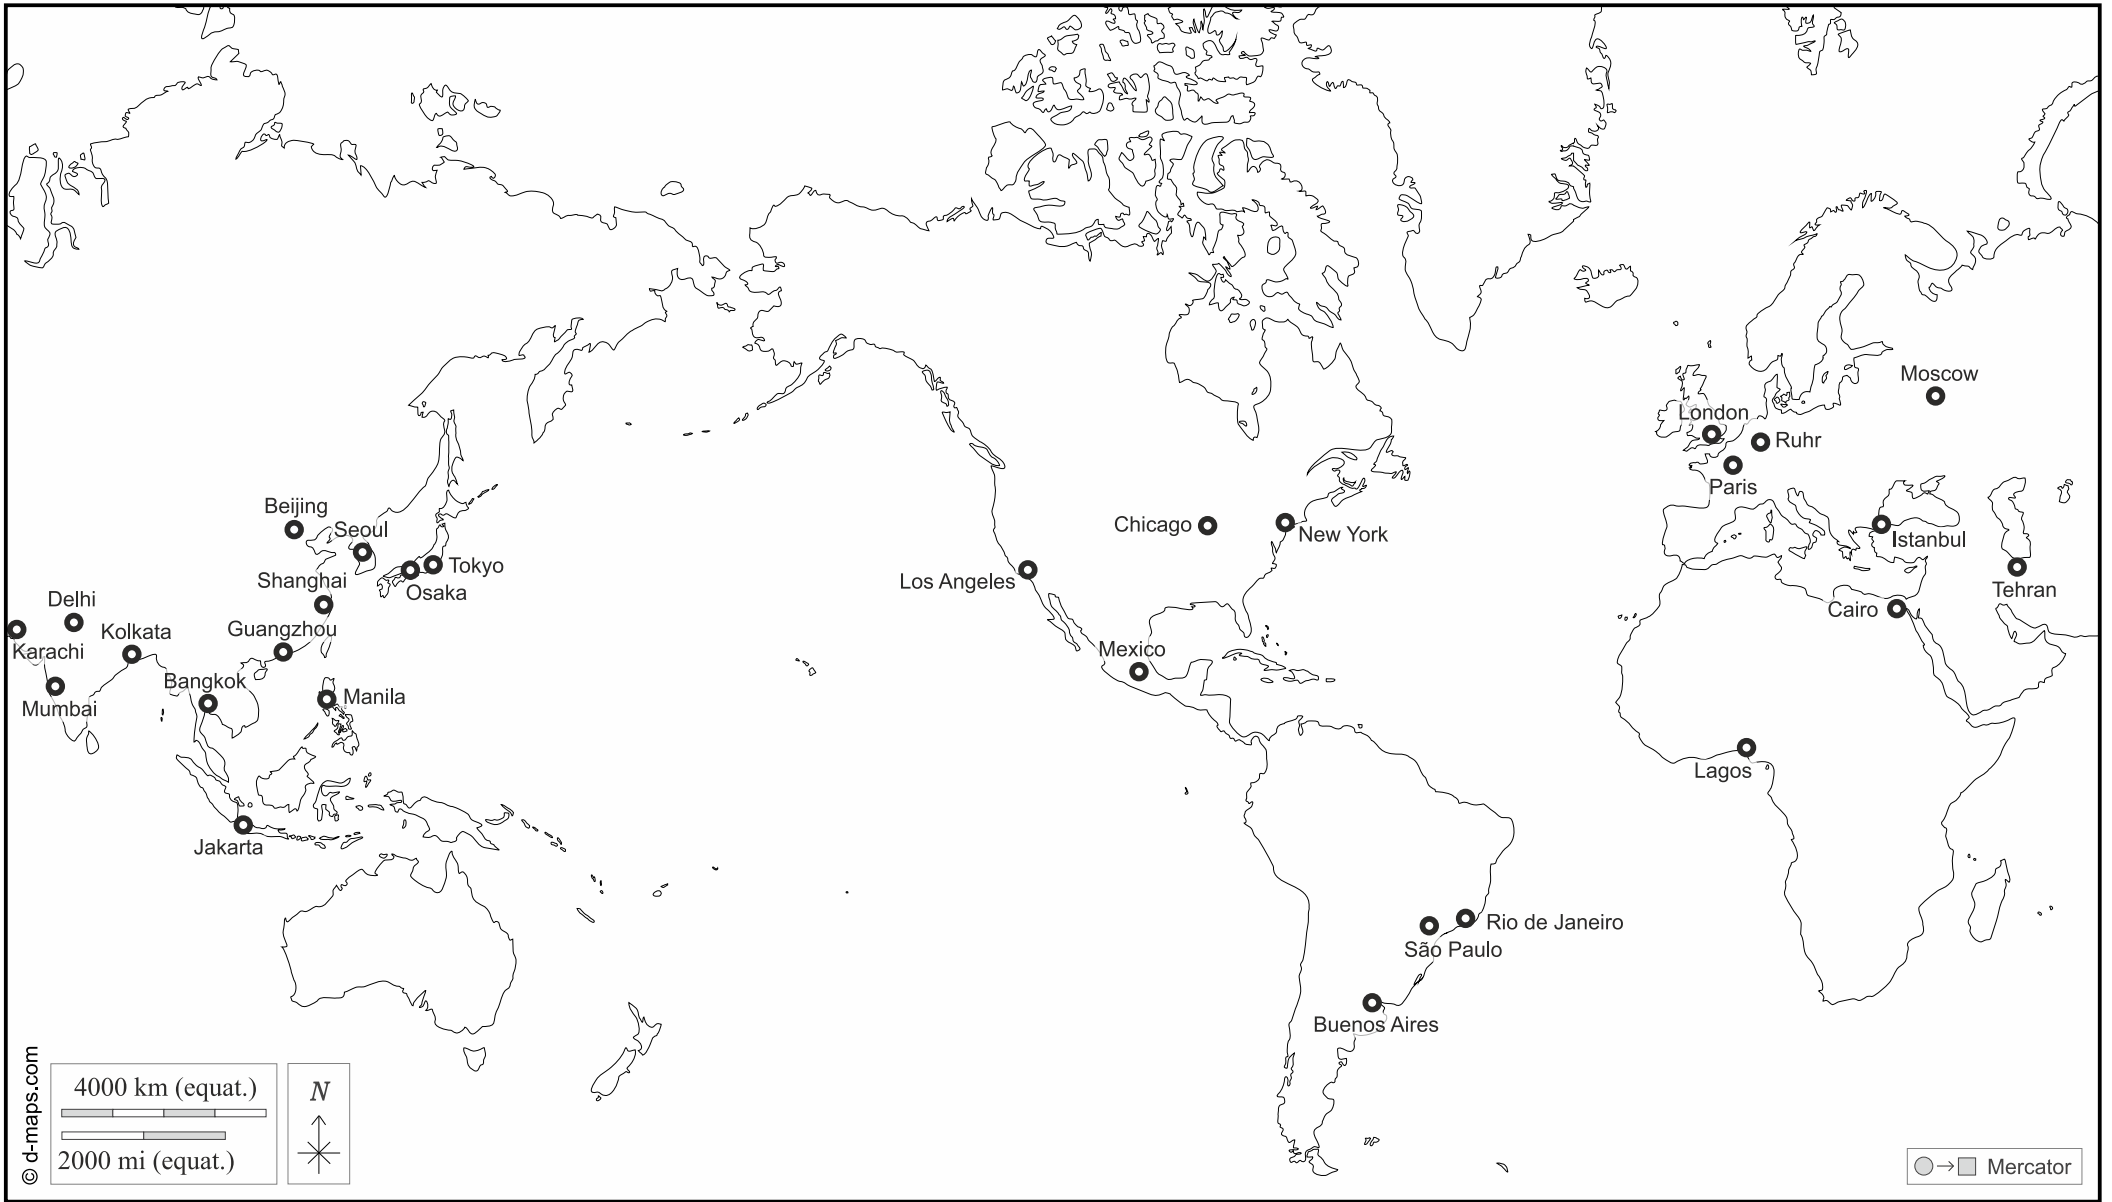 Moscow
London
Ruhr
Paris
Beijing
Seoul
Chicago
New York
Istanbul
Tokyo
Shanghai
Osaka
Los Angeles
Tehran
Delhi
Cairo
Kolkata
Guangzhou
Karachi
Mexico
Bangkok
Manila
Mumbai
Lagos
Jakarta
Rio de Janeiro
São Paulo
Buenos Aires
© d-maps.com
4000 km (equat.)
2000 mi (equat.)
N
Mercator